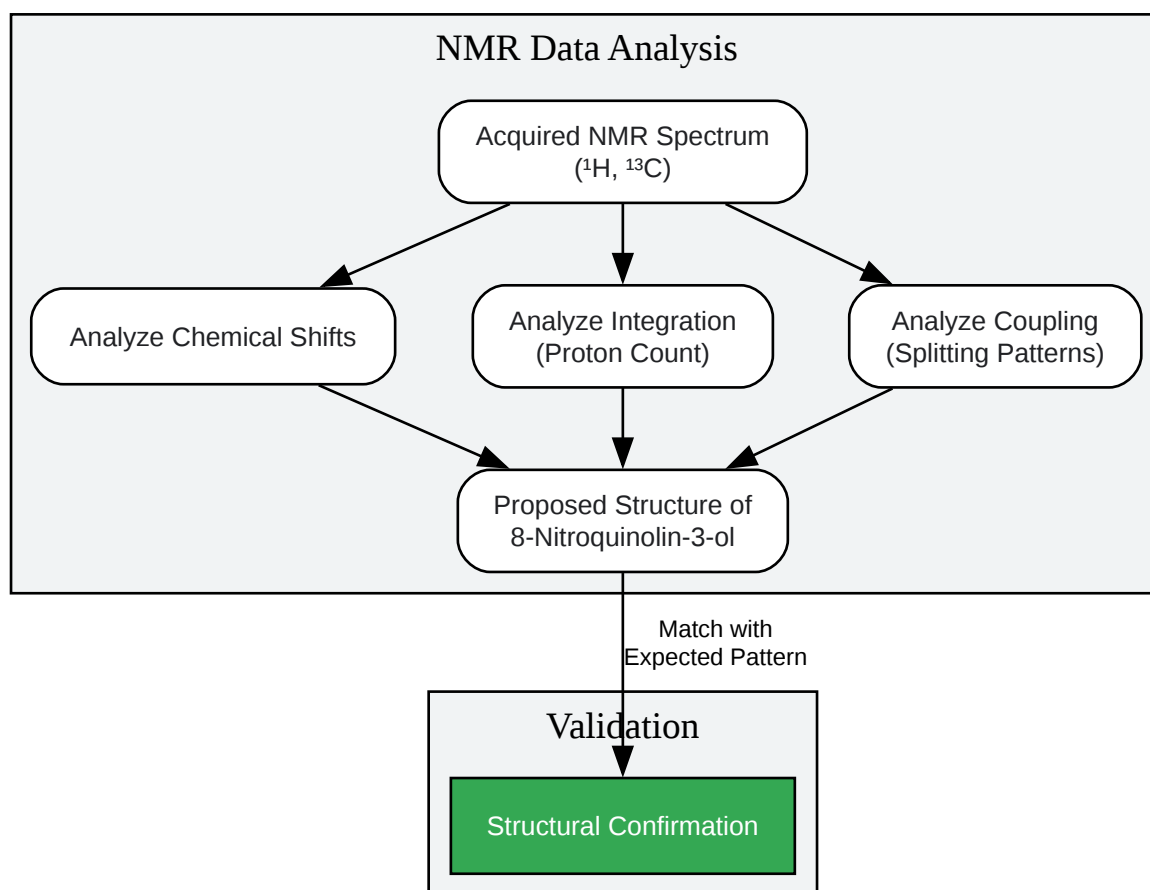 NMR Data Analysis
Acquired NMR Spectrum
(¹H, ¹³C)
Analyze Chemical Shifts
Analyze Integration
(Proton Count)
Analyze Coupling
(Splitting Patterns)
Proposed Structure of
8-Nitroquinolin-3-ol
Match with
Expected Pattern
Validation
Structural Confirmation